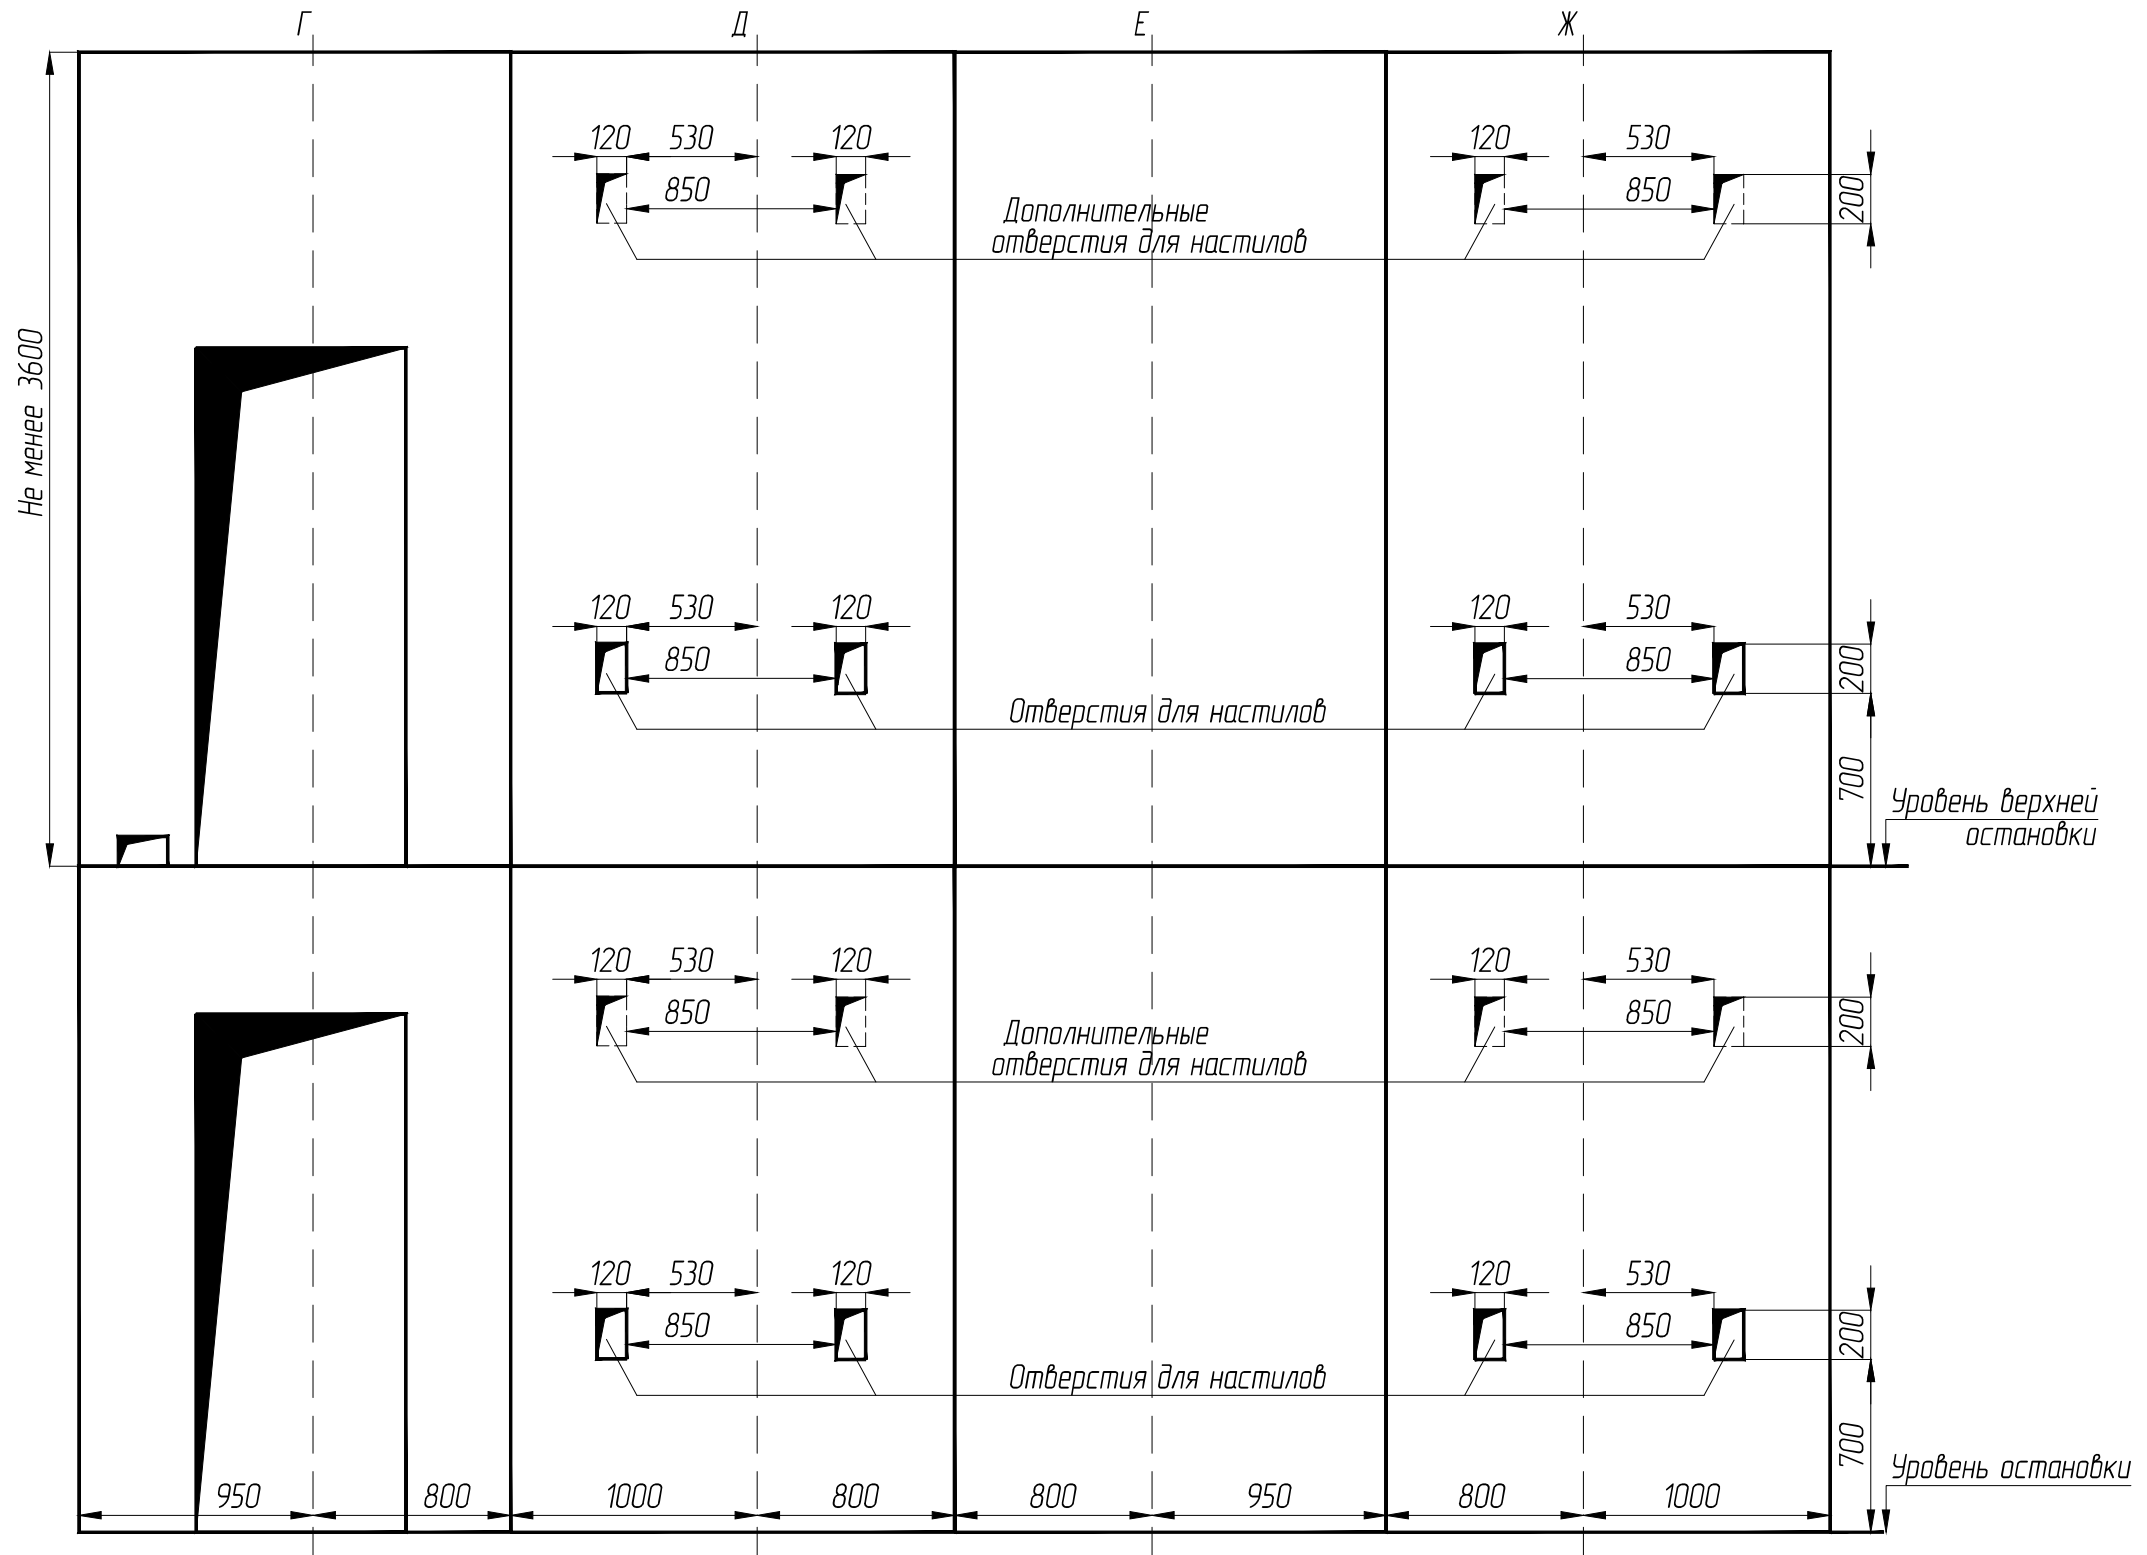 Г Д Е Ж
120 530 120 120 530
850 850 200
Дополнительные
отверстия для настилов
Не менее 3600
120 530 120 120 530
850 850 200
Отверстия для настилов
700
Уровень верхней
остановки
120 530 120 120 530
850 850 200
Дополнительные
отверстия для настилов
120 530 120 120 530
850 850 200
Отверстия для настилов
700
Уровень остановки
950 800 1000 800 800 950 800 1000